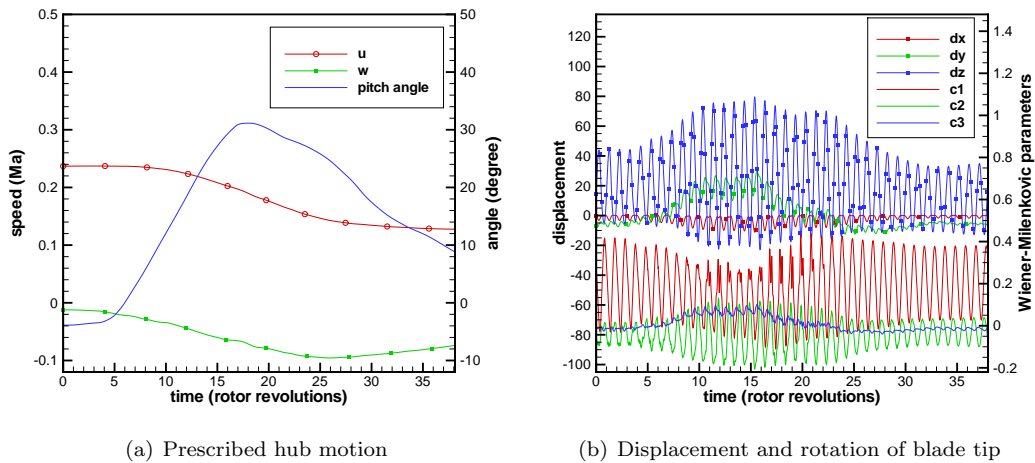 0.5
0.4
0.3
0.2
0.1
0
-0.1
speed (Ma)
50
40
30
20
10
0
-10
angle (degree)
u
w
pitch angle
0 5 10 15 20 25 30 35
time (rotor revolutions)
(a) Prescribed hub motion
120
100
80
60
40
20
0
-20
-40
-60
-80
-100
displacement
1.4
1.2
1
0.8
0.6
0.4
0.2
0
-0.2
Wiener-Milenkovic parameters
dx
dy
dz
c1
c2
c3
0 5 10 15 20 25 30 35
time (rotor revolutions)
(b) Displacement and rotation of blade tip